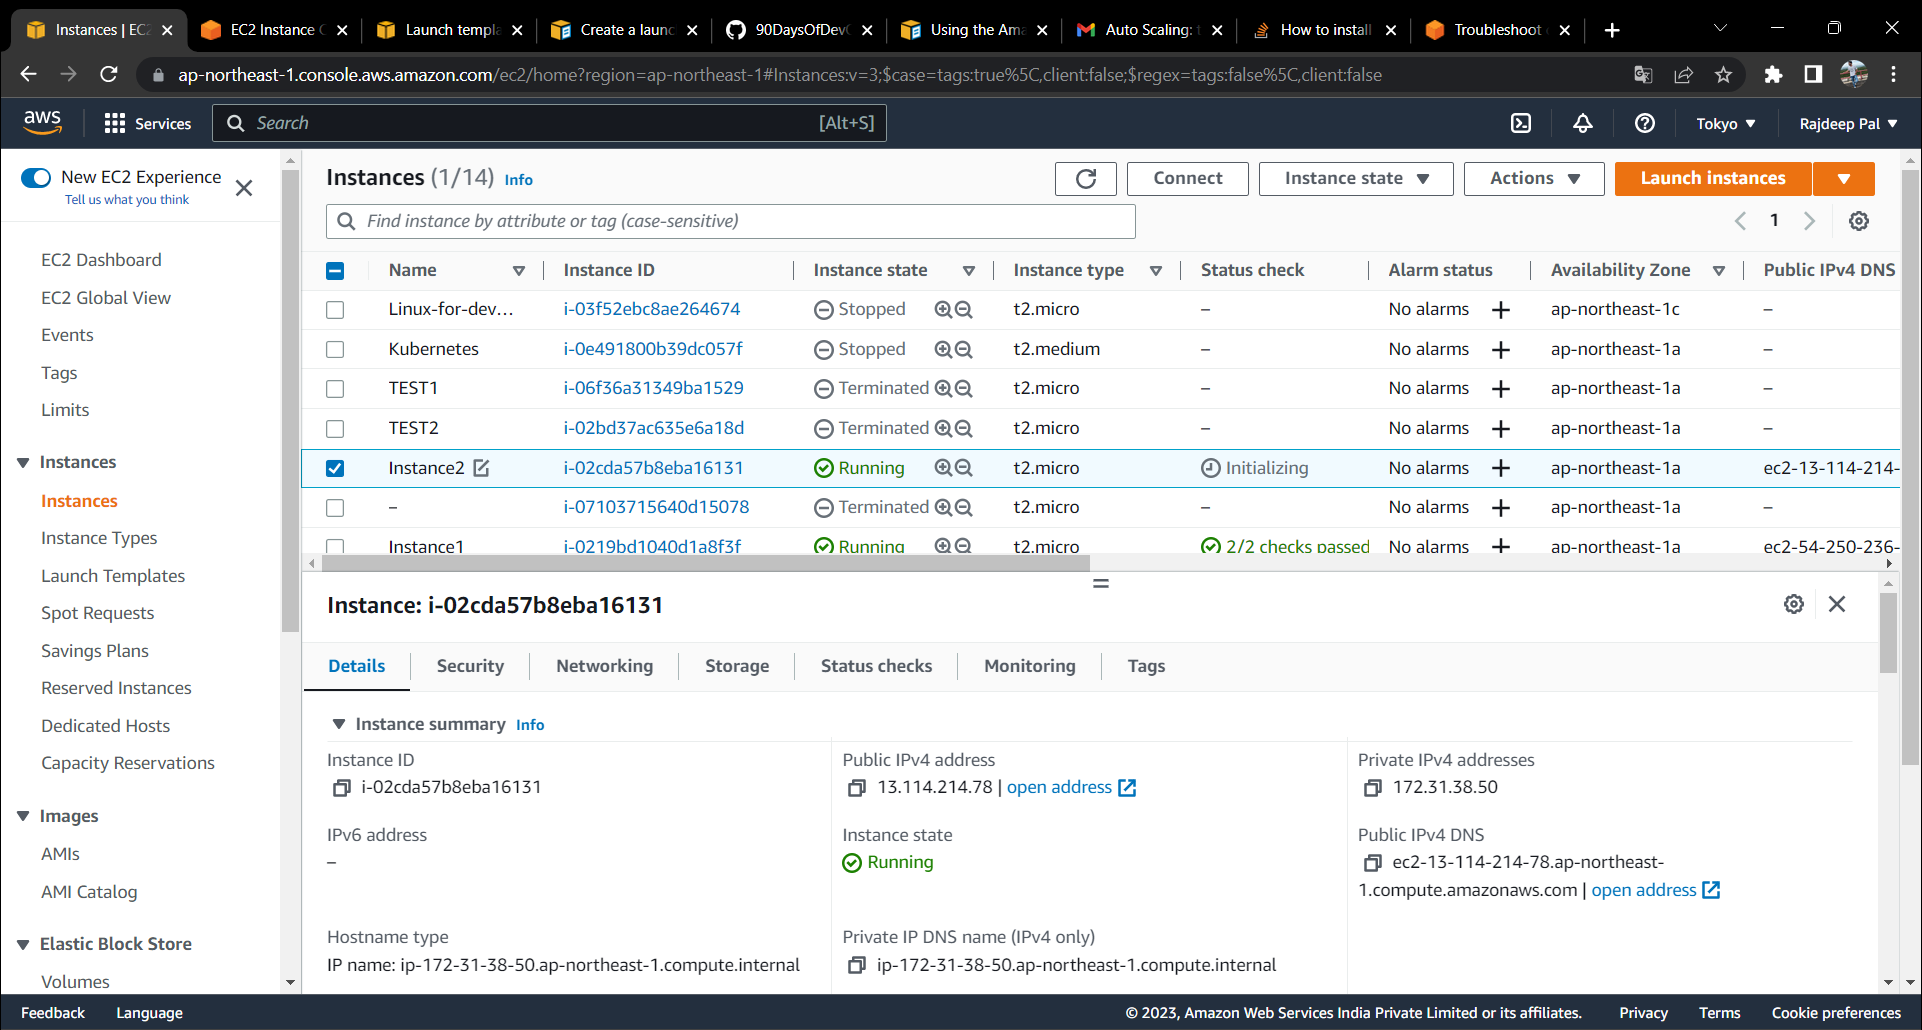 Instances | EC2
EC2 Instance C
Launch templa
Create a launc
90DaysOfDevO
Using the Ama
Auto Scaling: t
How to install
Troubleshoot
ap-northeast-1.console.aws.amazon.com/ec2/home?region=ap-northeast-1#Instances:v=3;$case=tags:true%5C,client:false;$regex=tags:false%5C,client:false
aws
Services
Search
[Alt+S]
Tokyo
Rajdeep Pal
New EC2 Experience
Tell us what you think
EC2 Dashboard
EC2 Global View
Events
Tags
Limits
Instances
Instances
Instance Types
Launch Templates
Spot Requests
Savings Plans
Reserved Instances
Dedicated Hosts
Capacity Reservations
Images
AMIs
AMI Catalog
Elastic Block Store
Volumes
Instances (1/14) Info
Connect
Instance state
Actions
Launch instances
Find instance by attribute or tag (case-sensitive)
1
Name Instance ID Instance state Instance type Status check Alarm status Availability Zone Public IPv4 DNS
Linux-for-dev... i-03f52ebc8ae264674 Stopped t2.micro – No alarms + ap-northeast-1c –
Kubernetes i-0e491800b39dc057f Stopped t2.medium – No alarms + ap-northeast-1a –
TEST1 i-06f36a31349ba1529 Terminated t2.micro – No alarms + ap-northeast-1a –
TEST2 i-02bd37ac635e6a18d Terminated t2.micro – No alarms + ap-northeast-1a –
Instance2 i-02cda57b8eba16131 Running t2.micro Initializing No alarms + ap-northeast-1a ec2-13-114-214-
– i-07103715640d15078 Terminated t2.micro – No alarms + ap-northeast-1a –
Instance1 i-0219bd1040d1a8f3f Running t2.micro 2/2 checks passed No alarms + ap-northeast-1a ec2-54-250-236-
Instance: i-02cda57b8eba16131
Details Security Networking Storage Status checks Monitoring Tags
Instance summary Info
Instance ID
i-02cda57b8eba16131
Public IPv4 address
13.114.214.78 | open address
Private IPv4 addresses
172.31.38.50
IPv6 address
–
Instance state
Running
Public IPv4 DNS
ec2-13-114-214-78.ap-northeast-
1.compute.amazonaws.com | open address
Hostname type
IP name: ip-172-31-38-50.ap-northeast-1.compute.internal
Private IP DNS name (IPv4 only)
ip-172-31-38-50.ap-northeast-1.compute.internal
Feedback Language
© 2023, Amazon Web Services India Private Limited or its affiliates. Privacy Terms Cookie preferences